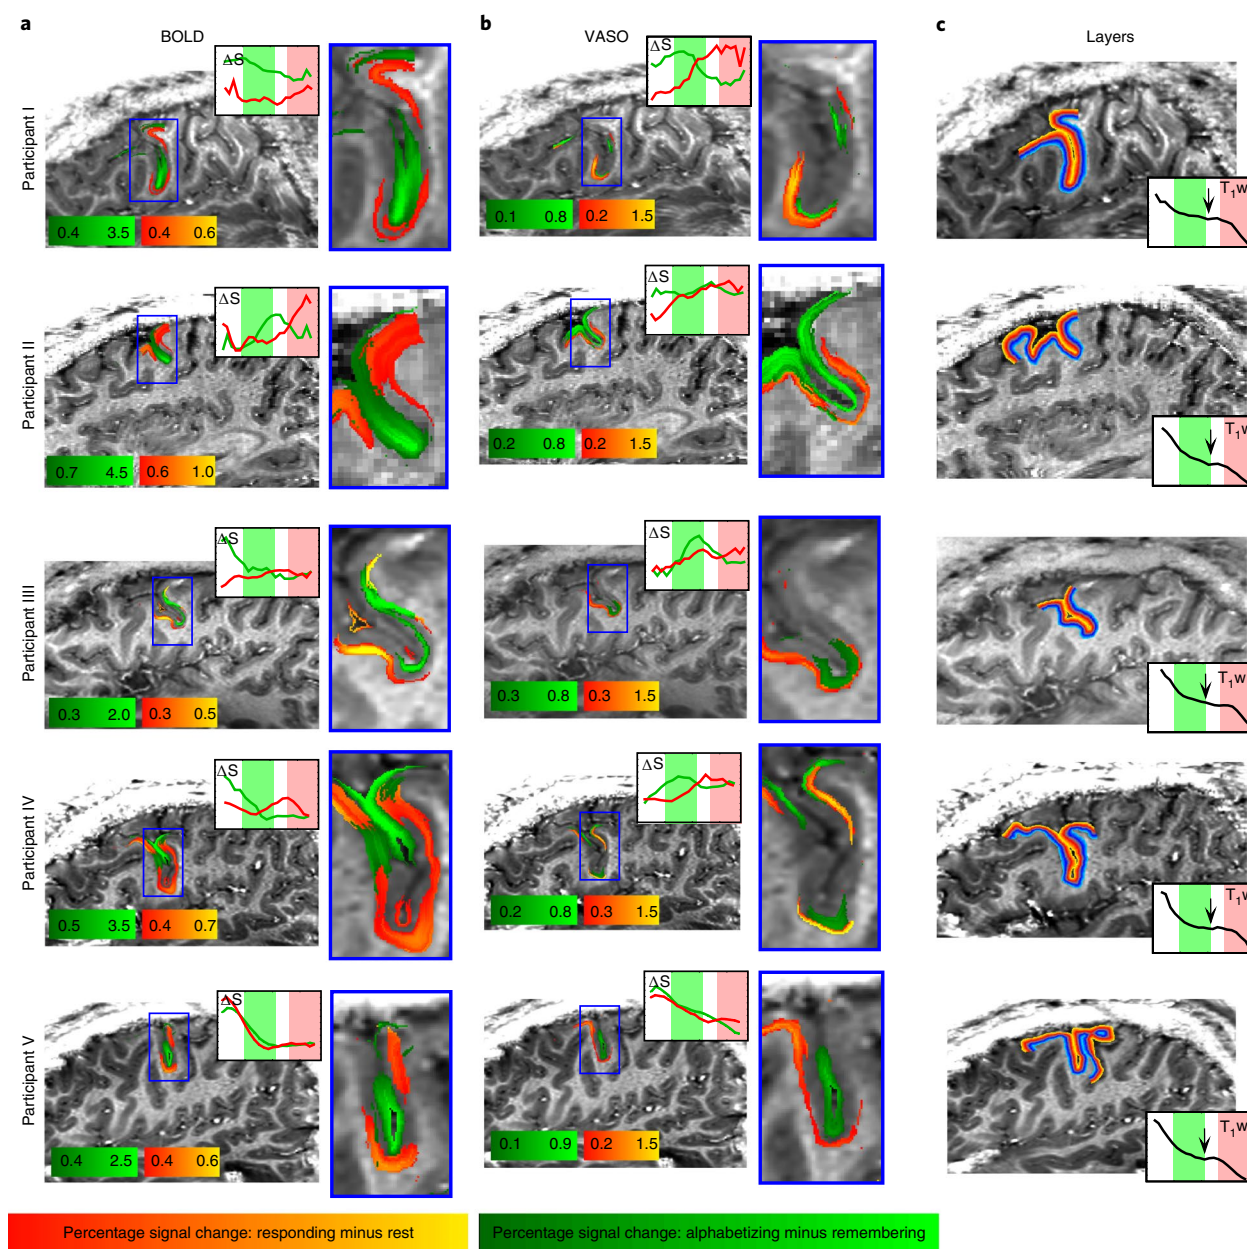 a
b
c
BOLD
VASO
Layers
Participant I
ΔS
0.4 3.5 0.4 0.6
ΔS
0.1 0.8 0.2 1.5
T1w
Participant II
ΔS
0.7 4.5 0.6 1.0
ΔS
0.2 0.8 0.2 1.5
T1w
Participant IIII
ΔS
0.3 2.0 0.3 0.5
ΔS
0.3 0.8 0.3 1.5
T1w
Participant IV
ΔS
0.5 3.5 0.4 0.7
ΔS
0.2 0.8 0.3 1.5
T1w
Participant V
ΔS
0.4 2.5 0.4 0.6
ΔS
0.1 0.9 0.2 1.5
T1w
Percentage signal change: responding minus rest
Percentage signal change: alphabetizing minus remembering